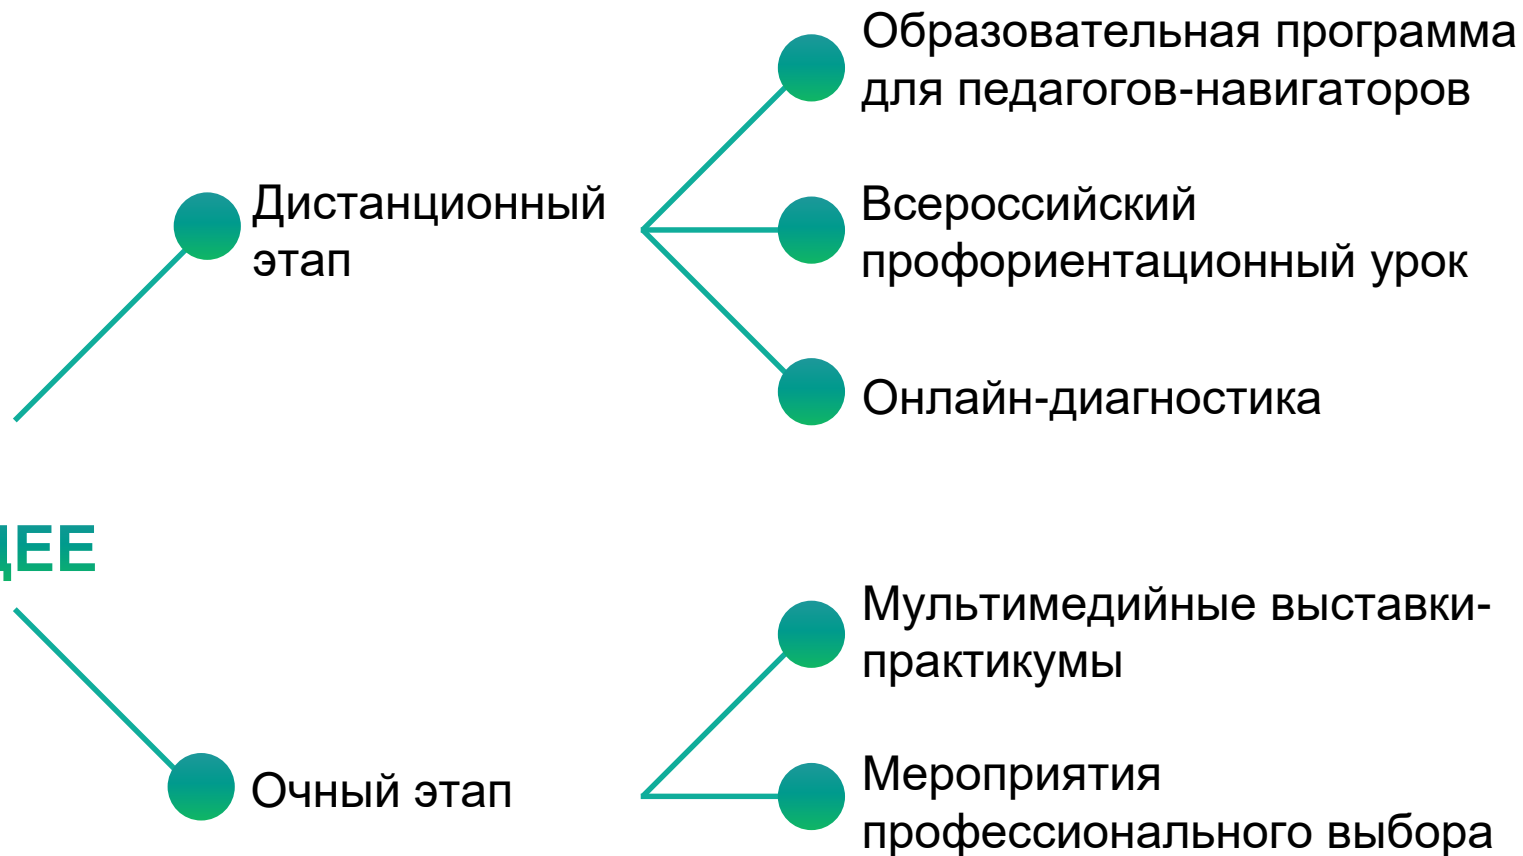 Образовательная программа
для педагогов-навигаторов
Дистанционный
этап
Всероссийский
профориентационный урок
Онлайн-диагностика
Мультимедийные выставки-
практикумы
Очный этап
Мероприятия
профессионального выбора